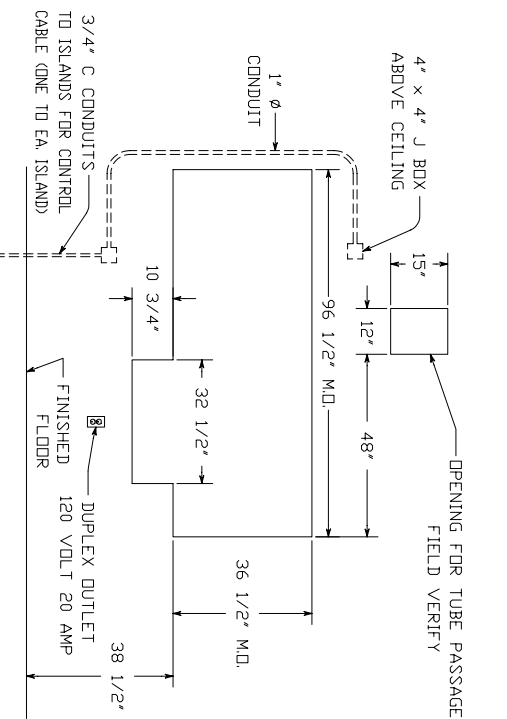 4" x 4" J BOX
ABOVE CEILING
15"
12"
48"
OPENING FOR TUBE PASSAGE
FIELD VERIFY
1" Ø
CONDUIT
96 1/2" M.O.
36 1/2" M.O.
10 3/4"
32 1/2"
3/4" C CONDUITS
TO ISLANDS FOR CONTROL
CABLE (ONE TO EA. ISLAND)
FINISHED
FLOOR
DUPLEX OUTLET
120 VOLT 20 AMP
38 1/2"